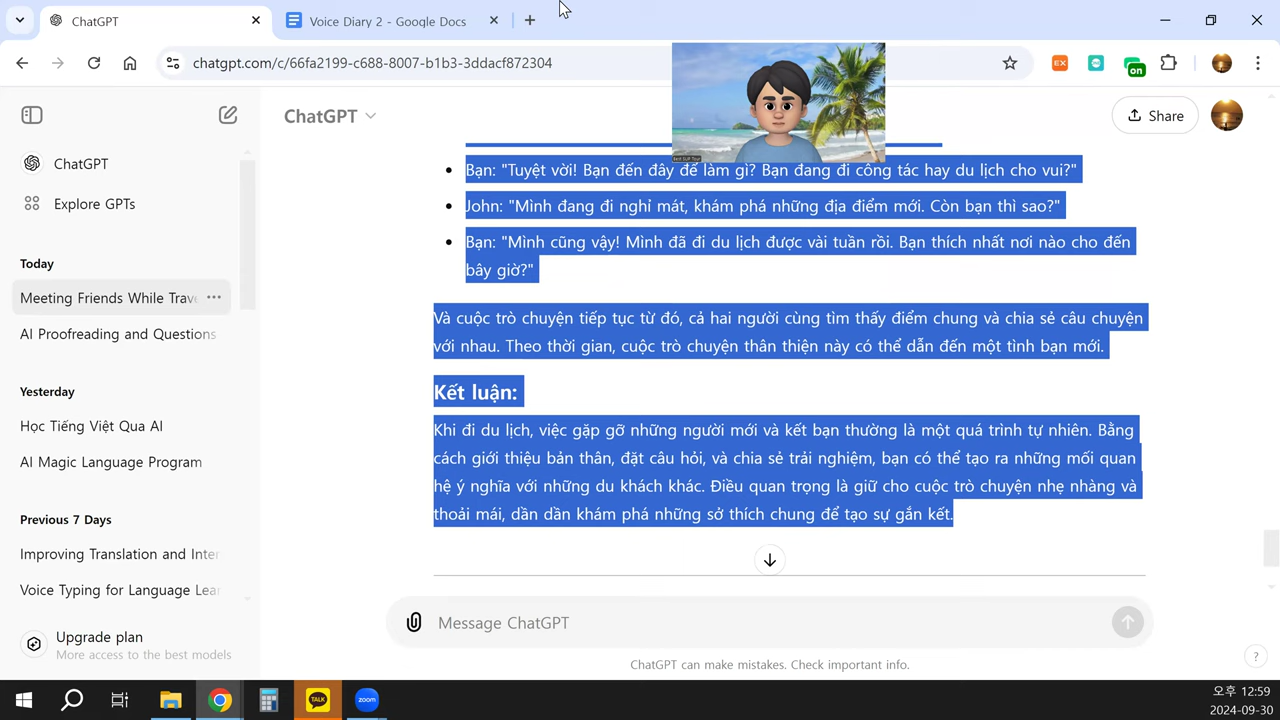 ChatGPT
Voice Diary 2 - Google Docs
chatgpt.com/c/66fa2199-c688-8007-b1b3-3ddacf872304
EX
on
ChatGPT
Share
ChatGPT
Explore GPTs
Today
Meeting Friends While Trav
AI Proofreading and Questions
Yesterday
Học Tiếng Việt Qua AI
AI Magic Language Program
Previous 7 Days
Improving Translation and Inter
Voice Typing for Language Lear
Upgrade plan
More access to the best models
Bạn: "Tuyệt vời! Bạn đến đây để làm gì? Bạn đang đi công tác hay du lịch cho vui?"
John: "Mình đang đi nghỉ mát, khám phá những địa điểm mới. Còn bạn thì sao?"
Bạn: "Mình cũng vậy! Mình đã đi du lịch được vài tuần rồi. Bạn thích nhất nơi nào cho đến
bây giờ?"
Và cuộc trò chuyện tiếp tục từ đó, cả hai người cùng tìm thấy điểm chung và chia sẻ câu chuyện
với nhau. Theo thời gian, cuộc trò chuyện thân thiện này có thể dẫn đến một tình bạn mới.
Kết luận:
Khi đi du lịch, việc gặp gỡ những người mới và kết bạn thường là một quá trình tự nhiên. Bằng
cách giới thiệu bản thân, đặt câu hỏi, và chia sẻ trải nghiệm, bạn có thể tạo ra những mối quan
hệ ý nghĩa với những du khách khác. Điều quan trọng là giữ cho cuộc trò chuyện nhẹ nhàng và
thoải mái, dần dần khám phá những sở thích chung để tạo sự gắn kết.
Message ChatGPT
ChatGPT can make mistakes. Check important info.
?
TALK
zoom
오후 12:59
2024-09-30